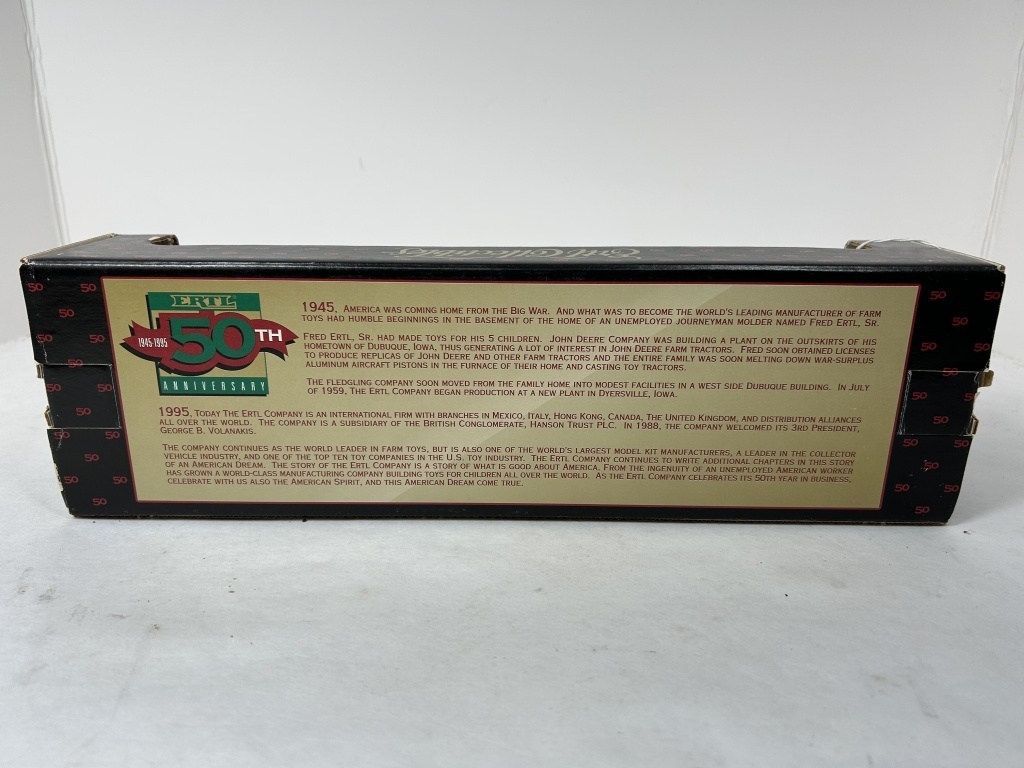 Ertl Collectibles
ERTL
50TH
1945-1995
ANNIVERSARY
1945, AMERICA WAS COMING HOME FROM THE BIG WAR. AND WHAT WAS TO BECOME THE WORLD'S LEADING MANUFACTURER OF FARM
TOYS HAD HUMBLE BEGINNINGS IN THE BASEMENT OF THE HOME OF AN UNEMPLOYED JOURNEYMAN MOLDER NAMED FRED ERTL, SR.
FRED ERTL, SR. HAD MADE TOYS FOR HIS 5 CHILDREN. JOHN DEERE COMPANY WAS BUILDING A PLANT ON THE OUTSKIRTS OF HIS
HOMETOWN OF DUBUQUE, IOWA, THUS GENERATING A LOT OF INTEREST IN JOHN DEERE FARM TRACTORS. FRED SOON OBTAINED LICENSES
TO PRODUCE REPLICAS OF JOHN DEERE AND OTHER FARM TRACTORS AND THE ENTIRE FAMILY WAS SOON MELTING DOWN WAR-SURPLUS
ALUMINUM AIRCRAFT PISTONS IN THE FURNACE OF THEIR HOME AND CASTING TOY TRACTORS.
THE FLEDGLING COMPANY SOON MOVED FROM THE FAMILY HOME INTO MODEST FACILITIES IN A WEST SIDE DUBUQUE BUILDING. IN JULY
OF 1959, THE ERTL COMPANY BEGAN PRODUCTION AT A NEW PLANT IN DYERSVILLE, IOWA.
1995, TODAY THE ERTL COMPANY IS AN INTERNATIONAL FIRM WITH BRANCHES IN MEXICO, ITALY, HONG KONG, CANADA, THE UNITED KINGDOM, AND DISTRIBUTION ALLIANCES
ALL OVER THE WORLD. THE COMPANY IS A SUBSIDIARY OF THE BRITISH CONGLOMERATE, HANSON TRUST PLC. IN 1988, THE COMPANY WELCOMED ITS 3RD PRESIDENT,
GEORGE B. VOLANAKIS.
THE COMPANY CONTINUES AS THE WORLD LEADER IN FARM TOYS, BUT IS ALSO ONE OF THE WORLD'S LARGEST MODEL KIT MANUFACTURERS, A LEADER IN THE COLLECTOR
VEHICLE INDUSTRY, AND ONE OF THE TOP TEN TOY COMPANIES IN THE U.S. TOY INDUSTRY. THE ERTL COMPANY CONTINUES TO WRITE ADDITIONAL CHAPTERS IN THIS STORY
OF AN AMERICAN DREAM. THE STORY OF THE ERTL COMPANY IS A STORY OF WHAT IS GOOD ABOUT AMERICA. FROM THE INGENUITY OF AN UNEMPLOYED AMERICAN WORKER
HAS GROWN A WORLD-CLASS MANUFACTURING COMPANY BUILDING TOYS FOR CHILDREN ALL OVER THE WORLD. AS THE ERTL COMPANY CELEBRATES ITS 50TH YEAR IN BUSINESS,
CELEBRATE WITH US ALSO THE AMERICAN SPIRIT, AND THIS AMERICAN DREAM COME TRUE.